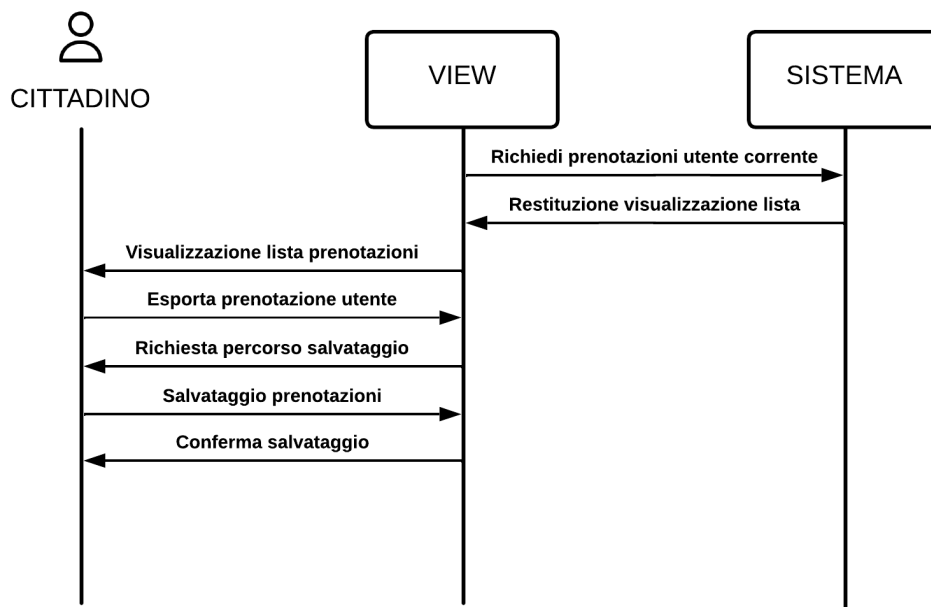 CITTADINO
VIEW
SISTEMA
Richiedi prenotazioni utente corrente
Restituzione visualizzazione lista
Visualizzazione lista prenotazioni
Esporta prenotazione utente
Richiesta percorso salvataggio
Salvataggio prenotazioni
Conferma salvataggio